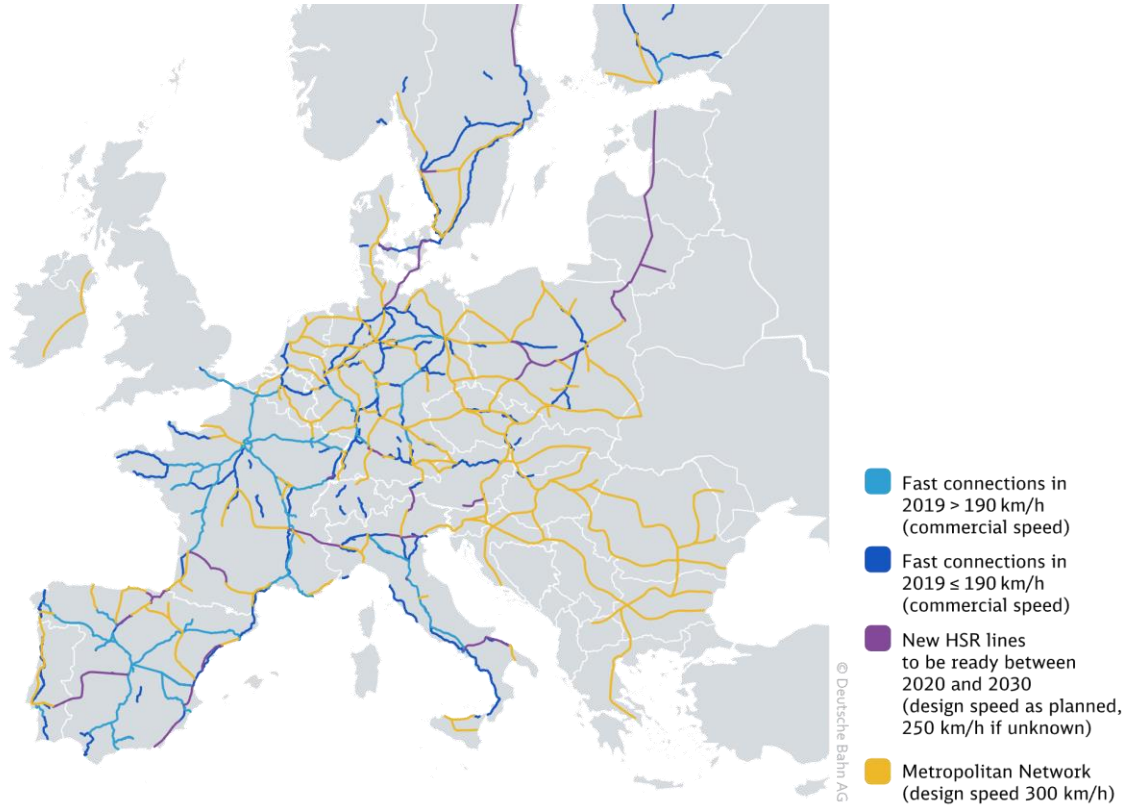 Fast connections in
2019 > 190 km/h
(commercial speed)
Fast connections in
2019 ≤ 190 km/h
(commercial speed)
New HSR lines
to be ready between
2020 and 2030
(design speed as planned,
250 km/h if unknown)
Metropolitan Network
(design speed 300 km/h)
© Deutsche Bahn AG